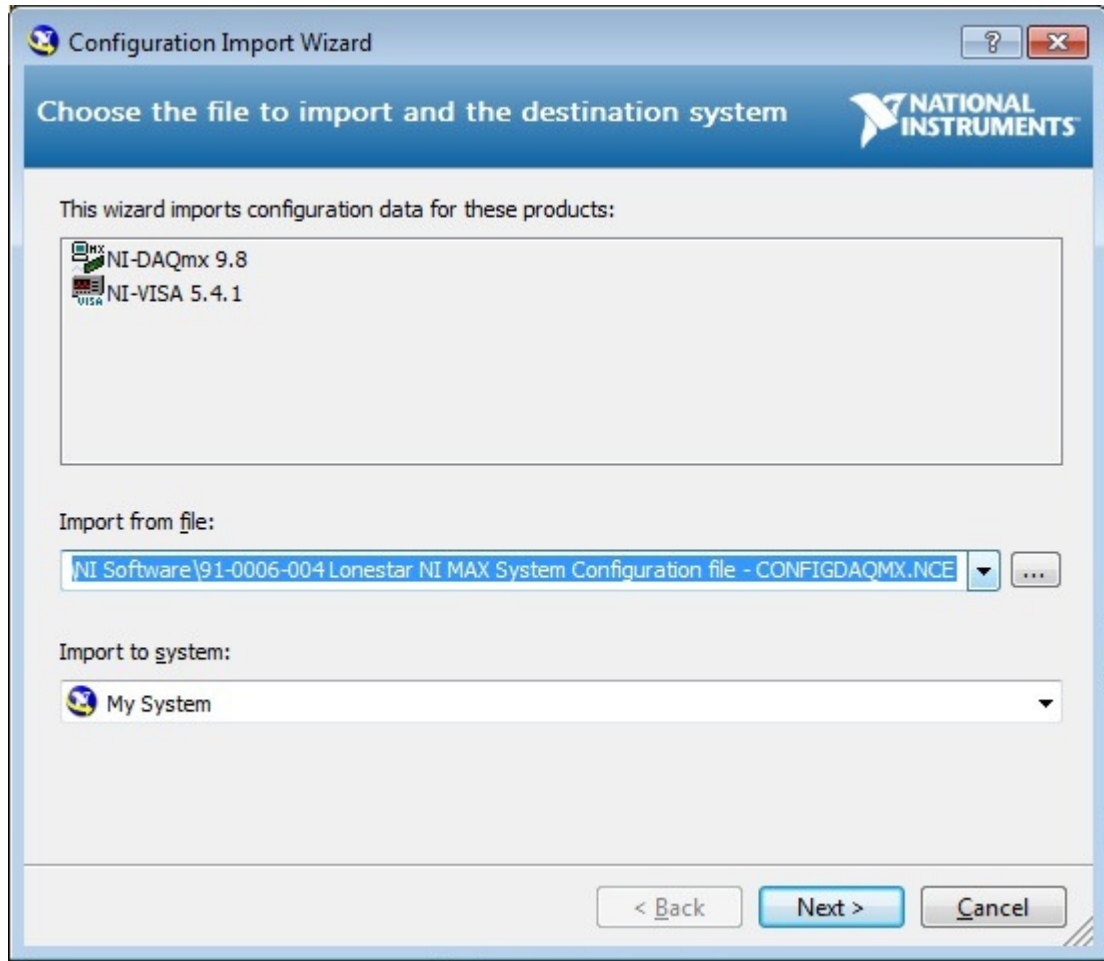 Configuration Import Wizard
Choose the file to import and the destination system
NATIONAL
INSTRUMENTS
This wizard imports configuration data for these products:
NI-DAQmx 9.8
NI-VISA 5.4.1
Import from file:
\NI Software\91-0006-004 Lonestar NI MAX System Configuration file - CONFIGDAQMX.NCE
...
Import to system:
My System
< Back
Next >
Cancel